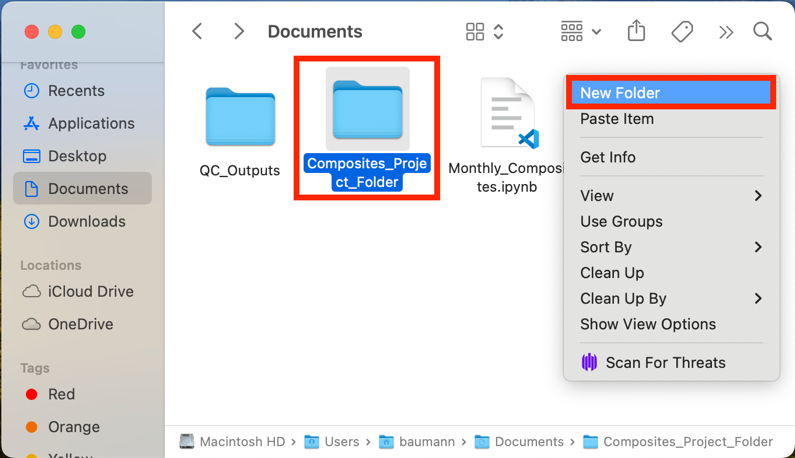 Documents
Favorites
Recents
Applications
Desktop
Documents
Downloads
Locations
iCloud Drive
OneDrive
Tags
Red
Orange
Yellow
QC_Outputs
Composites_Proje
ct_Folder
Monthly_Composi
tes.ipynb
New Folder
Paste Item
Get Info
View
Use Groups
Sort By
Clean Up
Clean Up By
Show View Options
Scan For Threats
Macintosh HD › Users › baumann › Documents › Composites_Project_Folder